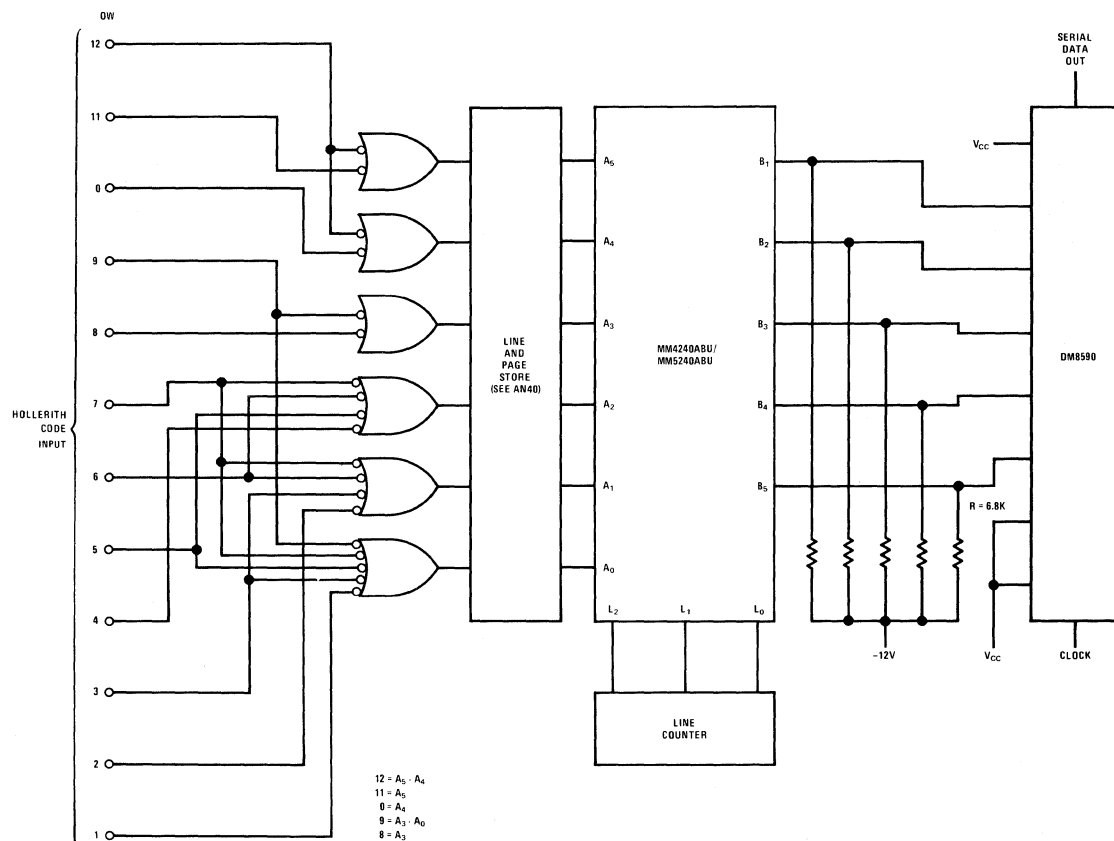 OW
12
11
0
9
8
7
6
5
4
3
2
1
HOLLERITH
CODE
INPUT
LINE
AND
PAGE
STORE
(SEE AN40)
A5
A4
A3
A2
A1
A0
MM4240ABU/
MM5240ABU
B1
B2
B3
B4
B5
L2 L1 L0
LINE
COUNTER
R = 6.8K
–12V
SERIAL
DATA
OUT
VCC
DM8590
VCC
CLOCK
12 = A5 · A4
11 = A5
0 = A4
9 = A3 · A0
8 = A3